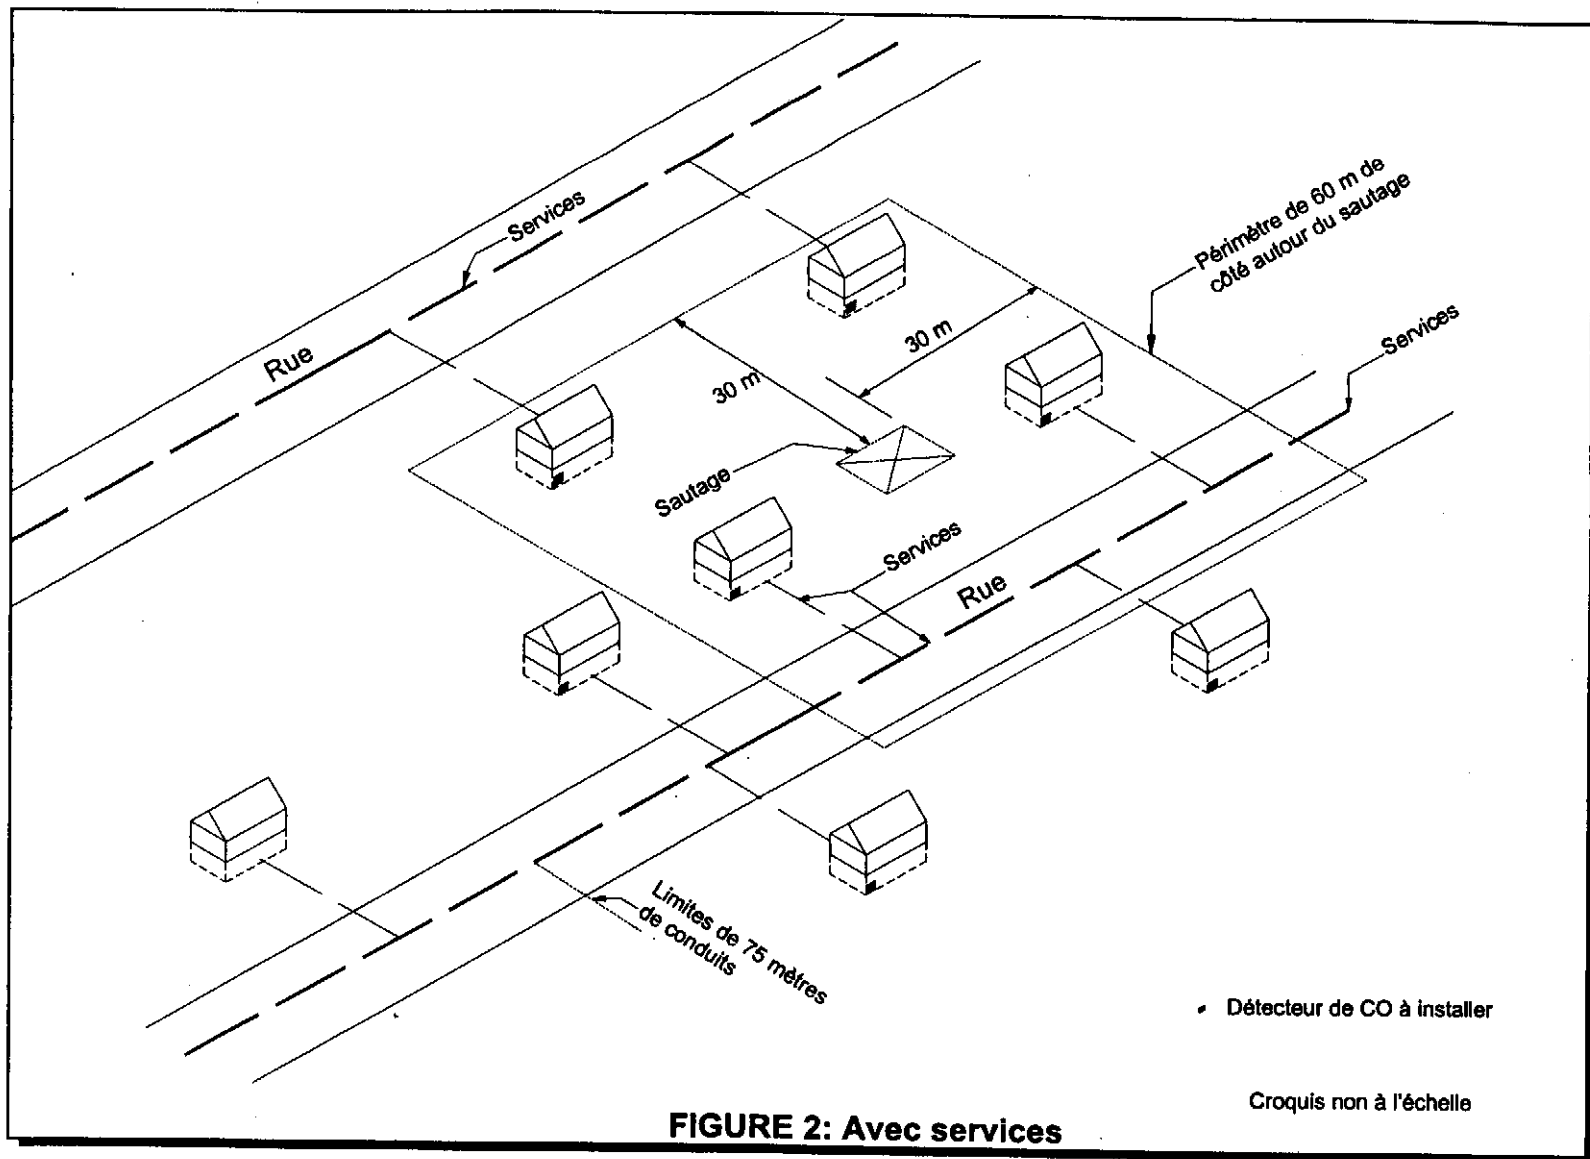 Services
Rue
Périmètre de 60 m de
côté autour du sautage
30 m
30 m
Services
Sautage
Services
Rue
Limites de 75 mètres
de conduits
Détecteur de CO à installer
Croquis non à l'échelle
FIGURE 2: Avec services